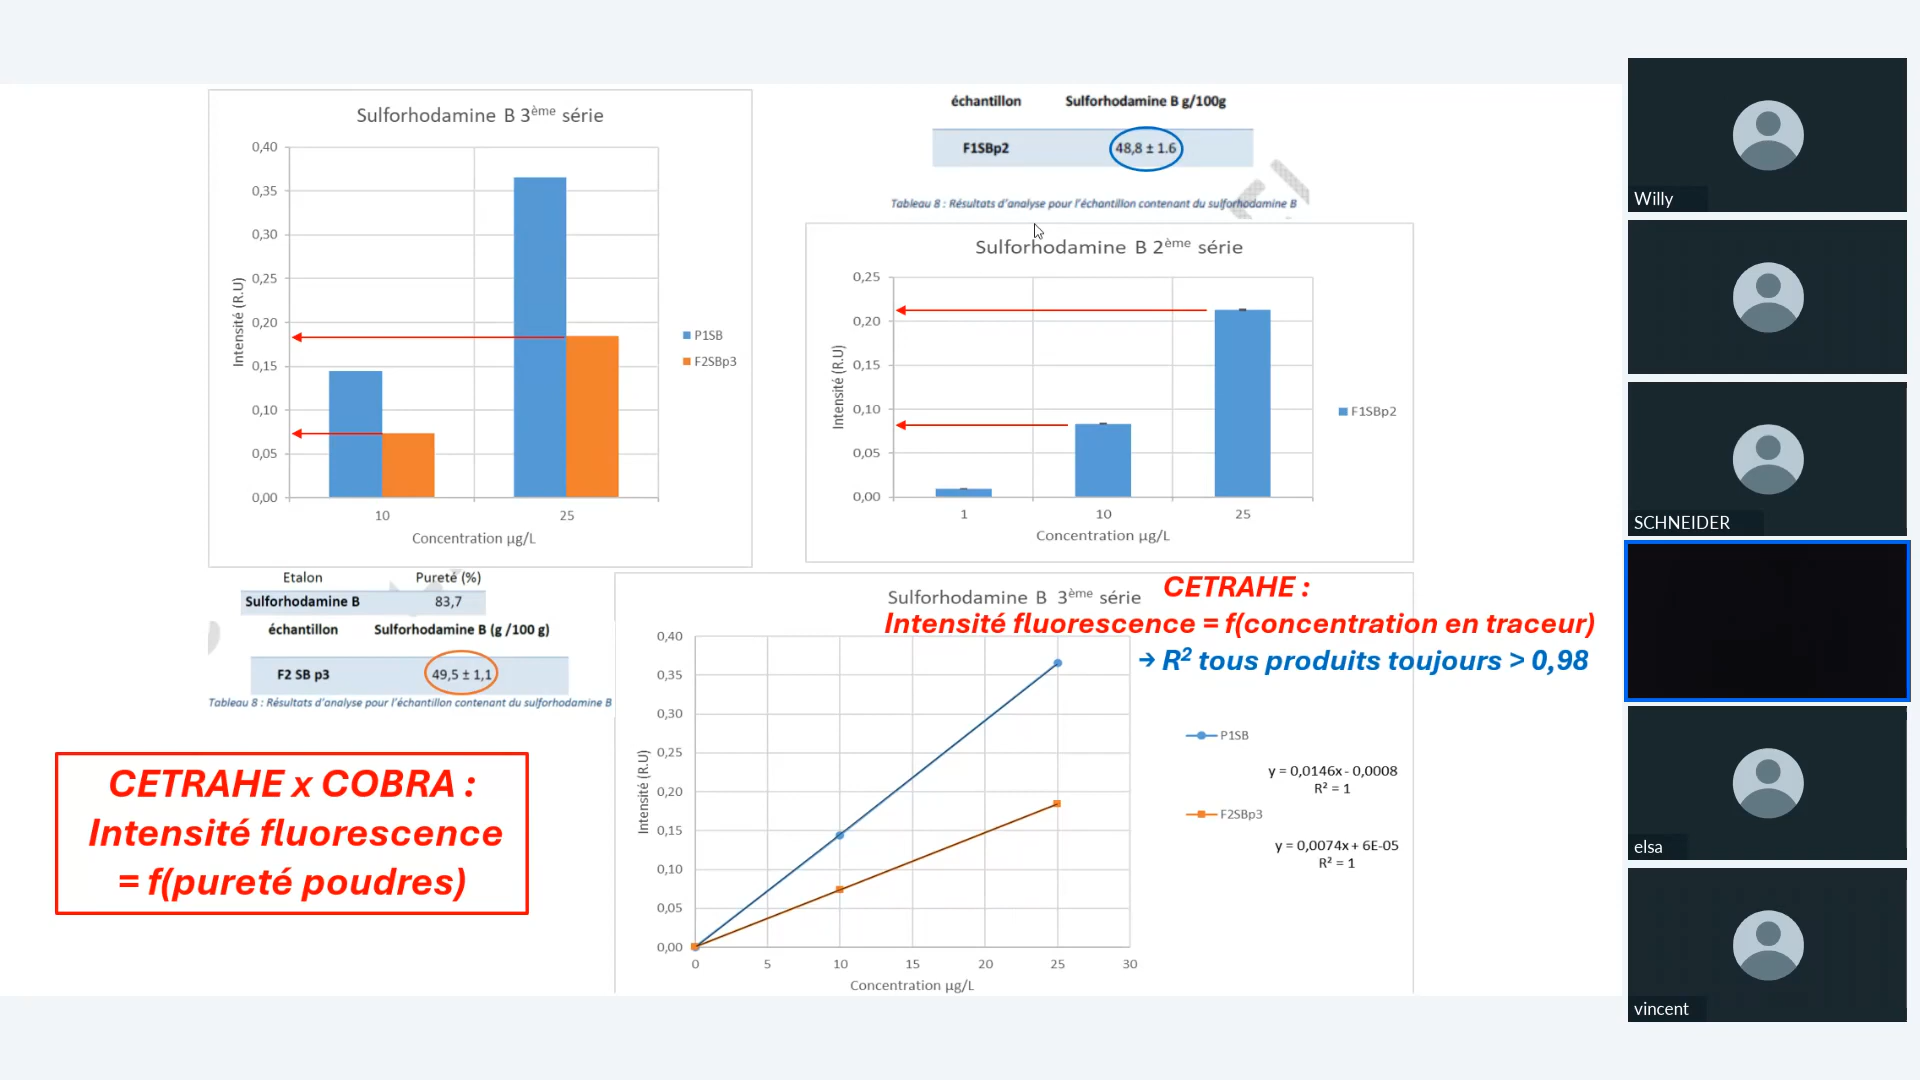 Sulforhodamine B 3ème série
0,40
0,35
0,30
0,25
0,20
0,15
0,10
0,05
0,00
Intensité (R.U)
10 25
Concentration µg/L
P1SB
F2SBp3
échantillon Sulforhodamine B g/100g
F1SBp2 48,8 ± 1.6
Tableau 8 : Résultats d'analyse pour l'échantillon contenant du sulforhodamine B
Sulforhodamine B 2ème série
0,25
0,20
0,15
0,10
0,05
0,00
Intensité (R.U)
1 10 25
Concentration µg/L
F1SBp2
Etalon Pureté (%)
Sulforhodamine B 83,7
échantillon Sulforhodamine B (g /100 g)
F2 SB p3 49,5 ± 1,1
Tableau 8 : Résultats d'analyse pour l'échantillon contenant du sulforhodamine B
CETRAHE x COBRA :
Intensité fluorescence
= f(pureté poudres)
Sulforhodamine B 3ème série
CETRAHE :
Intensité fluorescence = f(concentration en traceur)
→ R² tous produits toujours > 0,98
0,40
0,35
0,30
0,25
0,20
0,15
0,10
0,05
0,00
Intensité (R.U)
0 5 10 15 20 25 30
Concentration µg/L
P1SB
y = 0,0146x - 0,0008
R² = 1
F2SBp3
y = 0,0074x + 6E-05
R² = 1
Willy
SCHNEIDER
elsa
vincent